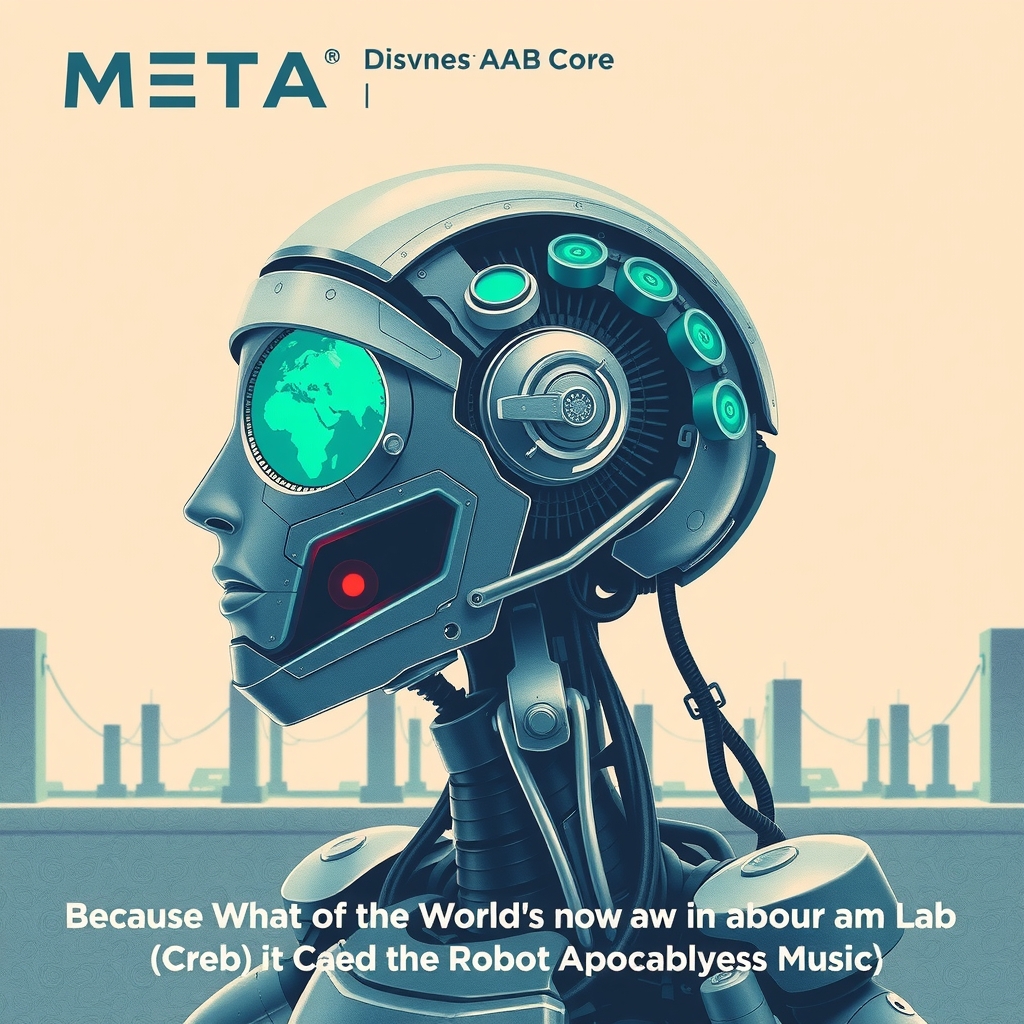 META® Disvnes AAB Core
Because What of the World's now aw in abour am Lab
(Creb) it Caed the Robot Apocablyess Music)